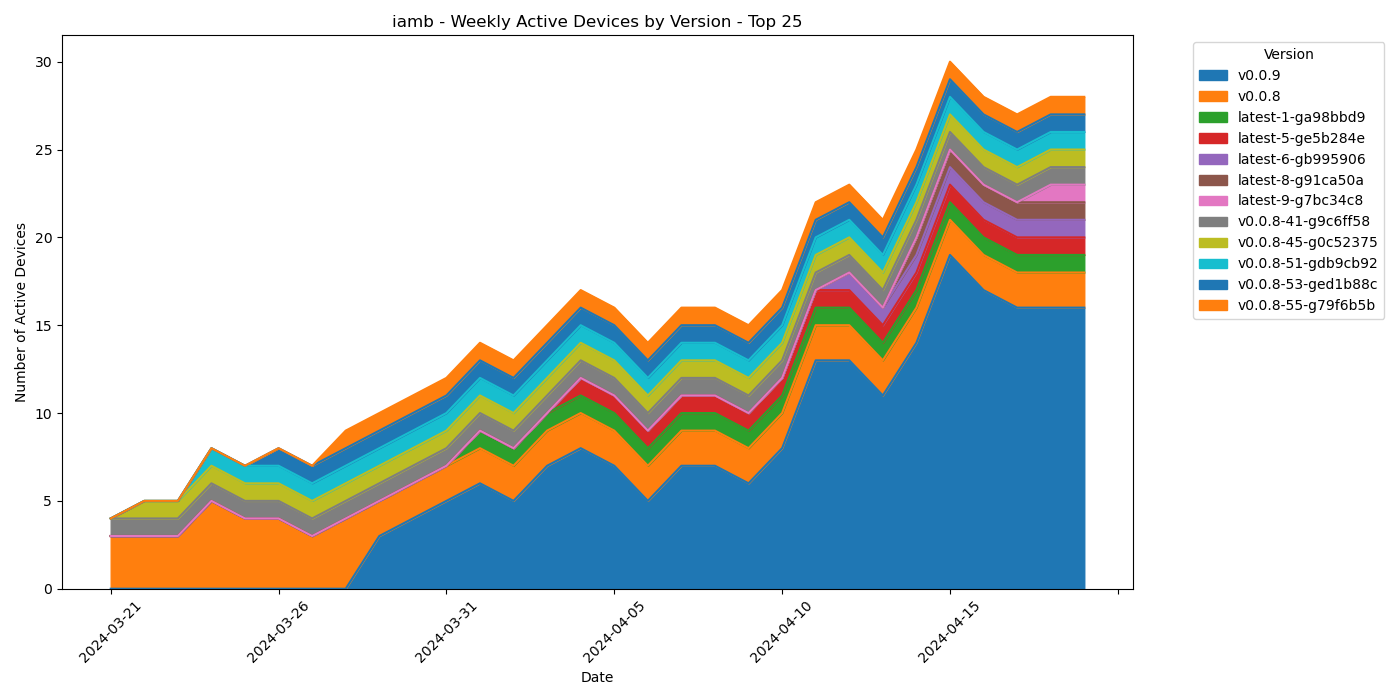 iamb - Weekly Active Devices by Version - Top 25
Number of Active Devices
30
25
20
15
10
5
0
2024-03-21
2024-03-26
2024-03-31
2024-04-05
2024-04-10
2024-04-15
Date
Version
v0.0.9
v0.0.8
latest-1-ga98bbd9
latest-5-ge5b284e
latest-6-gb995906
latest-8-g91ca50a
latest-9-g7bc34c8
v0.0.8-41-g9c6ff58
v0.0.8-45-g0c52375
v0.0.8-51-gdb9cb92
v0.0.8-53-ged1b88c
v0.0.8-55-g79f6b5b